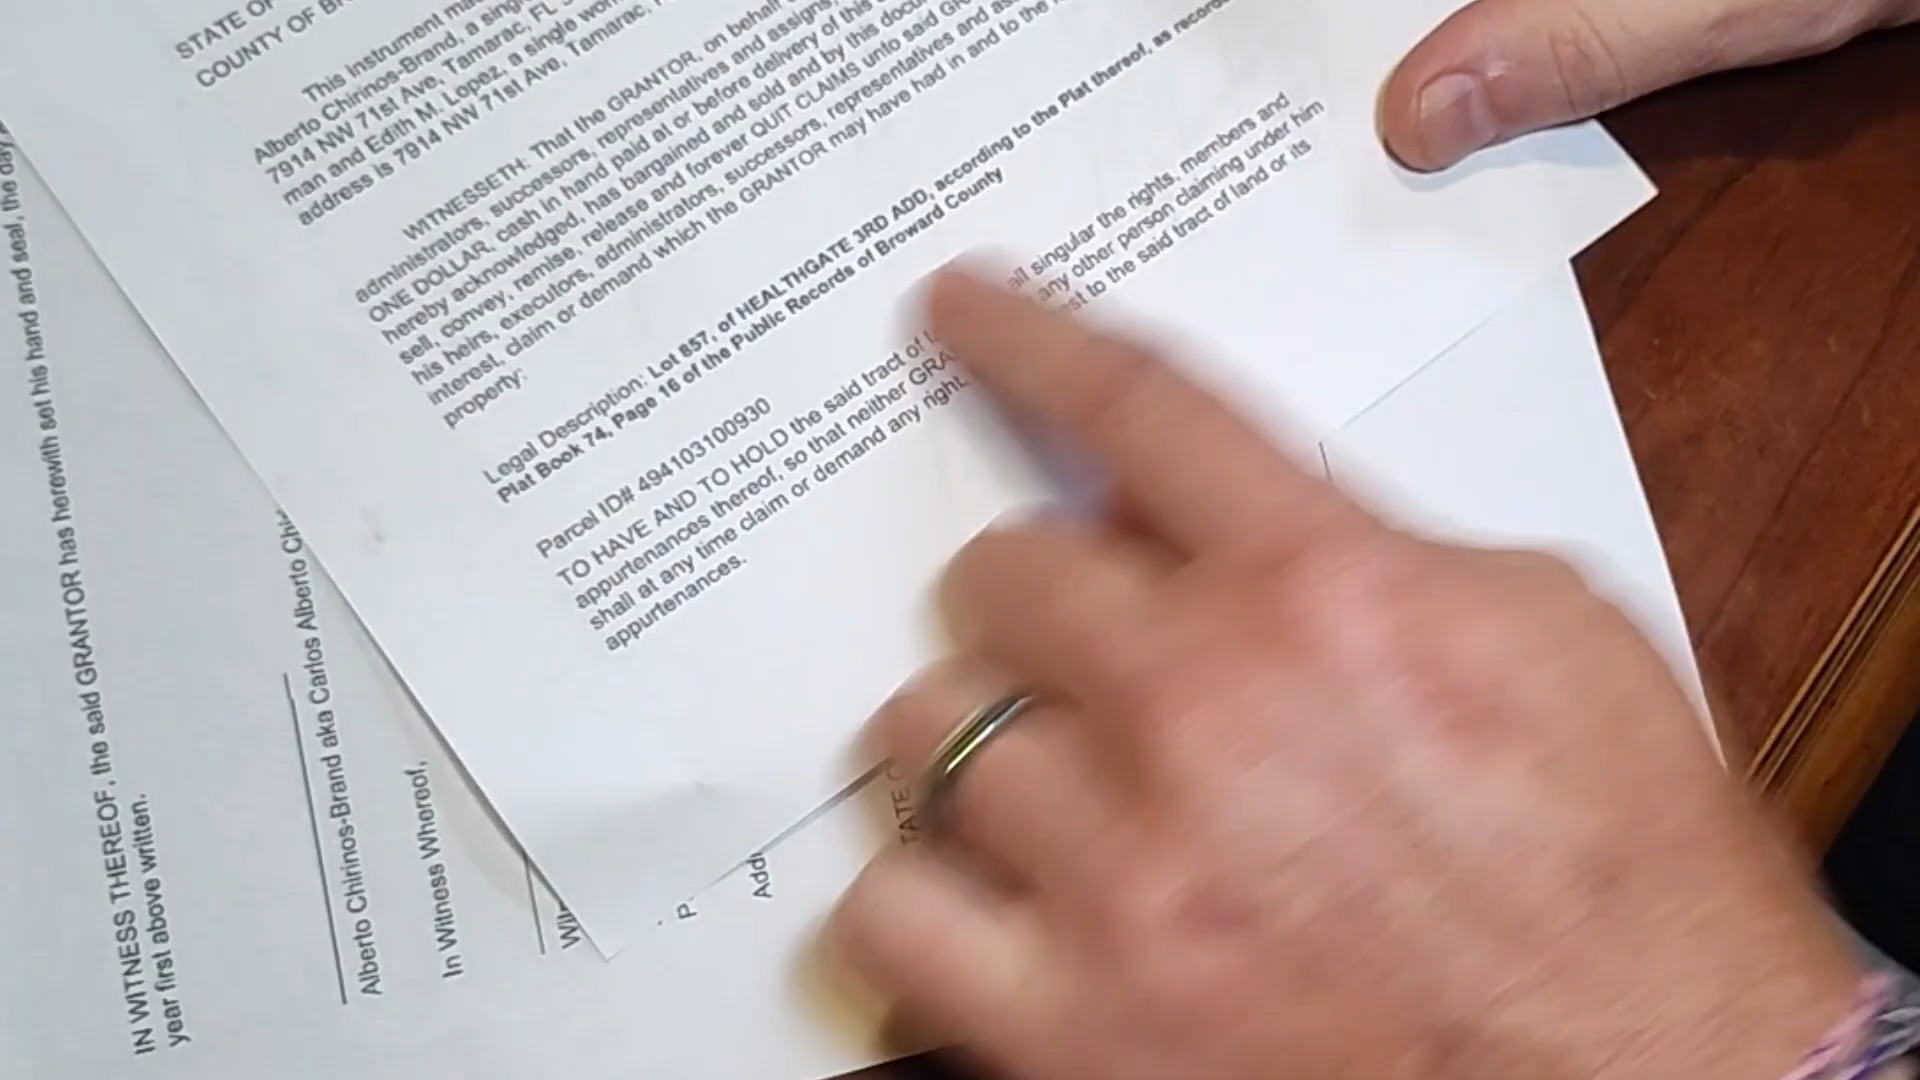 STATE OF
COUNTY OF
This instrument
Alberto Chirinos-Brand, a single
7914 NW 71st Ave, Tamarac, FL
man and Edith M. Lopez, a single
address is 7914 NW 71st Ave, Tamarac,
WITNESSETH: That the GRANTOR, on behalf
administrators, successors, representatives and assigns,
ONE DOLLAR, cash in hand paid at or before delivery of this
hereby acknowledged, has bargained and sold and by this
sell, convey, remise, release and forever QUIT CLAIMS unto said
his heirs, executors, administrators, successors, representatives and
interest, claim or demand which the GRANTOR may have had in and to the
property:
Legal Description: Lot 857, of HEALTHGATE 3RD ADD, according to the Plat thereof, as
Plat Book 74, Page 16 of the Public Records of Broward County
Parcel ID# 494103100930
TO HAVE AND TO HOLD the said tract of all singular the rights, members and
appurtenances thereof, so that neither any other person claiming under him
shall at any time claim or demand any right, to the said tract of land or its
appurtenances.
IN WITNESS THEREOF, the said GRANTOR has herewith set his hand and seal, the day
year first above written.
Alberto Chirinos-Brand aka Carlos Alberto
In Witness Whereof,